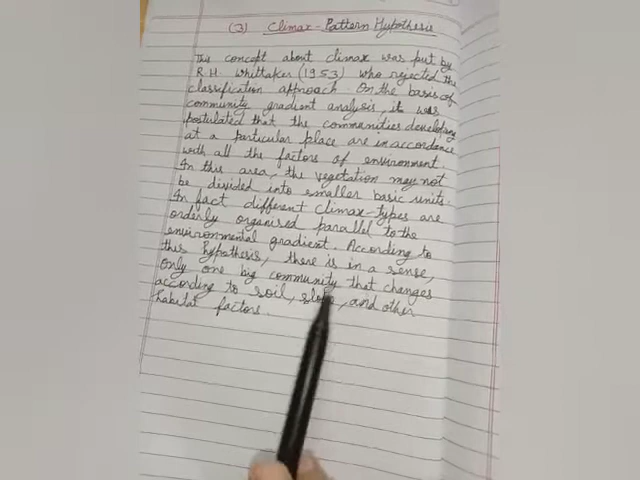 (3) Climax-Pattern Hypothesis
This concept about climax was put by
R.H Whittaker (1953) who rejected the
classification approach. On the basis of
community gradient analysis, it was
postulated that the communities developing
at a particular place are in accordance
with all the factors of environment.
In this area, the vegetation may not
be divided into smaller basic units.
In fact different climax-types are
orderly organised parallel to the
environmental gradient. According to
this hypothesis, there is in a sense,
only one big community that changes
according to soil, slope, and other
habitat factors.